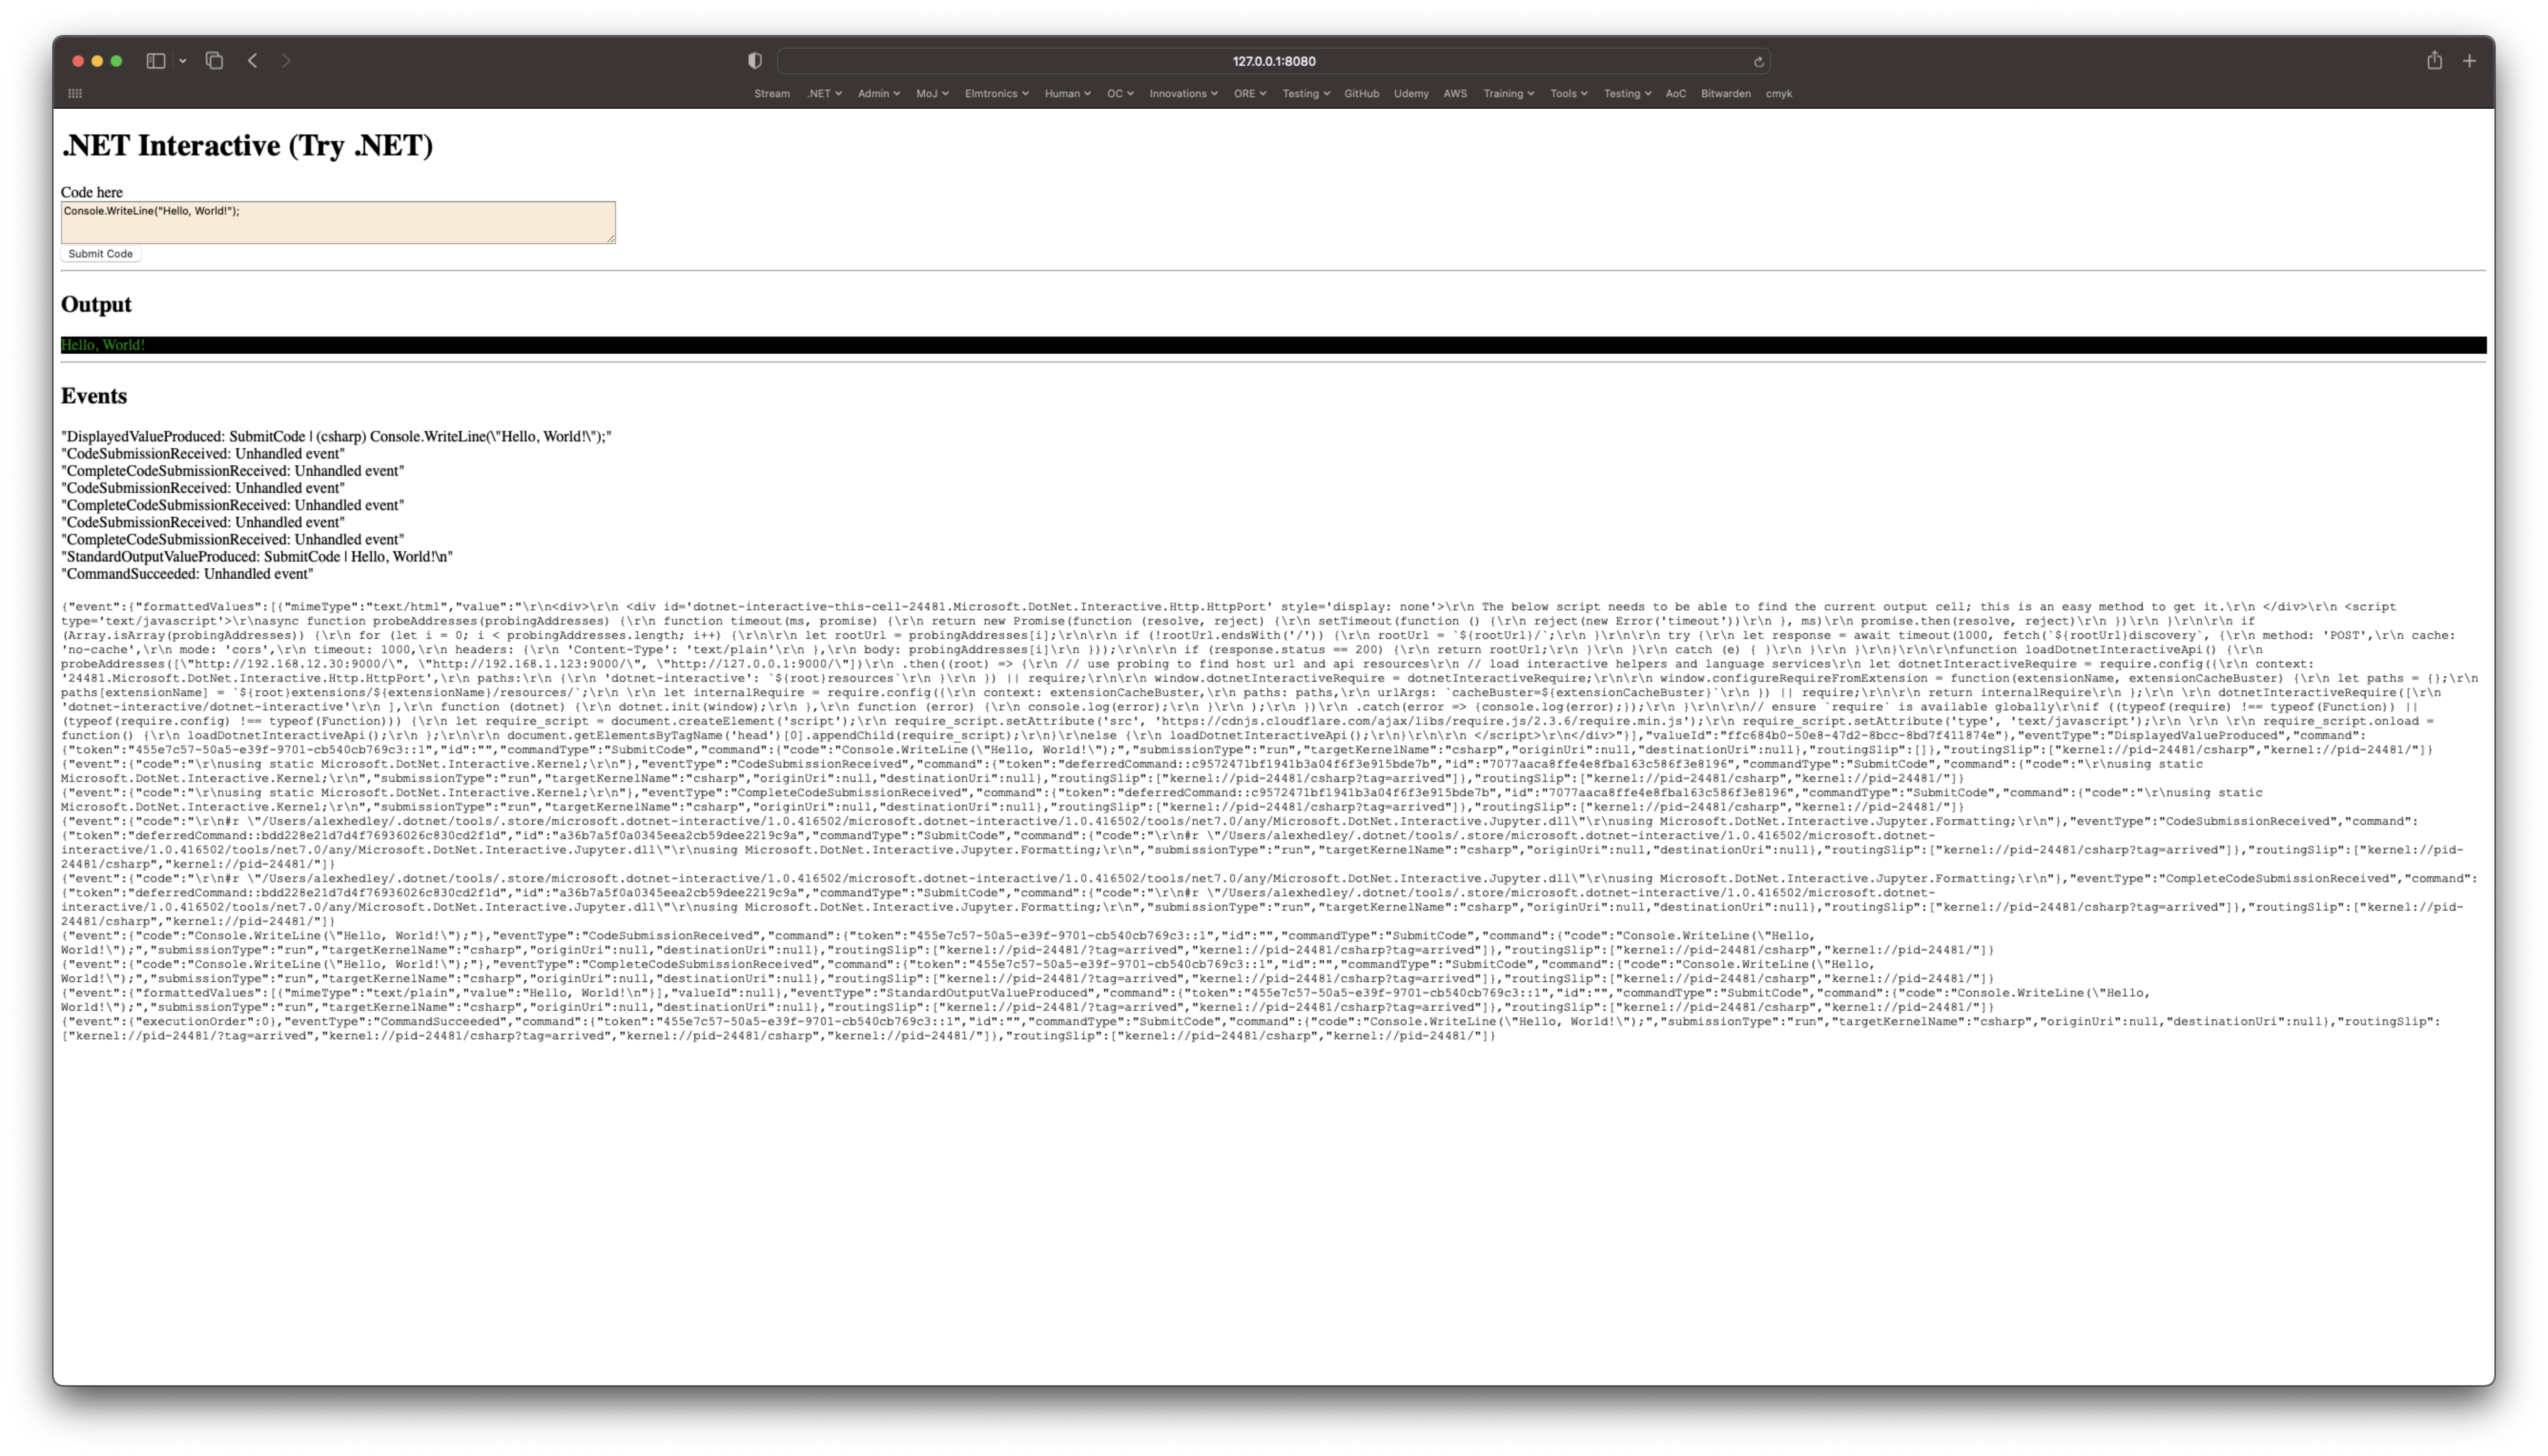 127.0.0.1:8080
Stream .NET Admin MoJ Elmtronics Human OC Innovations ORE Testing GitHub Udemy AWS Training Tools Testing AoC Bitwarden cmyk
.NET Interactive (Try .NET)
Code here
Console.WriteLine("Hello, World!");
Submit Code
Output
Hello, World!
Events
"DisplayedValueProduced: SubmitCode | (csharp) Console.WriteLine(\"Hello, World!\");"
"CodeSubmissionReceived: Unhandled event"
"CompleteCodeSubmissionReceived: Unhandled event"
"CodeSubmissionReceived: Unhandled event"
"CompleteCodeSubmissionReceived: Unhandled event"
"CodeSubmissionReceived: Unhandled event"
"CompleteCodeSubmissionReceived: Unhandled event"
"StandardOutputValueProduced: SubmitCode | Hello, World!\n"
"CommandSucceeded: Unhandled event"
{"event":{"formattedValues":[{"mimeType":"text/html","value":"\r\n<div>\r\n <div id='dotnet-interactive-this-cell-24481.Microsoft.DotNet.Interactive.Http.HttpPort' style='display: none'>\r\n The below script needs to be able to find the current output cell; this is an easy method to get it.\r\n </div>\r\n <script
type='text/javascript'>\r\nasync function probeAddresses(probingAddresses) {\r\n function timeout(ms, promise) {\r\n return new Promise(function (resolve, reject) {\r\n setTimeout(function () {\r\n reject(new Error('timeout'))\r\n }, ms)\r\n promise.then(resolve, reject)\r\n })\r\n }\r\n\r\n if
(Array.isArray(probingAddresses)) {\r\n for (let i = 0; i < probingAddresses.length; i++) {\r\n\r\n let rootUrl = probingAddresses[i];\r\n\r\n if (!rootUrl.endsWith('/')) {\r\n rootUrl = `${rootUrl}/`;\r\n }\r\n\r\n try {\r\n let response = await timeout(1000, fetch(`${rootUrl}discovery`, {\r\n method: 'POST',\r\n cache:
'no-cache',\r\n mode: 'cors',\r\n timeout: 1000,\r\n headers: {\r\n 'Content-Type': 'text/plain'\r\n },\r\n body: probingAddresses[i]\r\n }));\r\n\r\n if (response.status == 200) {\r\n return rootUrl;\r\n }\r\n }\r\n catch (e) { }\r\n }\r\n }\r\n}\r\n\r\nfunction loadDotnetInteractiveApi() {\r\n
probeAddresses([\"http://192.168.12.30:9000/\", \"http://192.168.1.123:9000/\", \"http://127.0.0.1:9000/\"])\r\n .then((root) => {\r\n // use probing to find host url and api resources\r\n // load interactive helpers and language services\r\n let dotnetInteractiveRequire = require.config({\r\n context:
'24481.Microsoft.DotNet.Interactive.Http.HttpPort',\r\n paths:\r\n {\r\n 'dotnet-interactive': `${root}resources`\r\n }\r\n }) || require;\r\n\r\n window.dotnetInteractiveRequire = dotnetInteractiveRequire;\r\n\r\n window.configureRequireFromExtension = function(extensionName, extensionCacheBuster) {\r\n let paths = {};\r\n
paths[extensionName] = `${root}extensions/${extensionName}/resources/`;\r\n \r\n let internalRequire = require.config({\r\n context: extensionCacheBuster,\r\n paths: paths,\r\n urlArgs: `cacheBuster=${extensionCacheBuster}`\r\n }) || require;\r\n\r\n return internalRequire\r\n };\r\n \r\n dotnetInteractiveRequire([\r\n
'dotnet-interactive/dotnet-interactive'\r\n ],\r\n function (dotnet) {\r\n dotnet.init(window);\r\n },\r\n function (error) {\r\n console.log(error);\r\n }\r\n );\r\n })\r\n .catch(error => {console.log(error);});\r\n }\r\n\r\n// ensure `require` is available globally\r\nif ((typeof(require) !== typeof(Function)) ||
(typeof(require.config) !== typeof(Function))) {\r\n let require_script = document.createElement('script');\r\n require_script.setAttribute('src', 'https://cdnjs.cloudflare.com/ajax/libs/require.js/2.3.6/require.min.js');\r\n require_script.setAttribute('type', 'text/javascript');\r\n \r\n \r\n require_script.onload =
function() {\r\n loadDotnetInteractiveApi();\r\n };\r\n\r\n document.getElementsByTagName('head')[0].appendChild(require_script);\r\n}\r\nelse {\r\n loadDotnetInteractiveApi();\r\n}\r\n\r\n </script>\r\n</div>"}],"valueId":"ffc684b0-50e8-47d2-8bcc-8bd7f411874e"},"eventType":"DisplayedValueProduced","command":
{"token":"455e7c57-50a5-e39f-9701-cb540cb769c3::1","id":"","commandType":"SubmitCode","command":{"code":"Console.WriteLine(\"Hello, World!\");","submissionType":"run","targetKernelName":"csharp","originUri":null,"destinationUri":null},"routingSlip":[]},"routingSlip":["kernel://pid-24481/csharp","kernel://pid-24481/"]}
{"event":{"code":"\r\nusing static Microsoft.DotNet.Interactive.Kernel;\r\n"},"eventType":"CodeSubmissionReceived","command":{"token":"deferredCommand::c9572471bf1941b3a04f6f3e915bde7b","id":"7077aaca8ffe4e8fba163c586f3e8196","commandType":"SubmitCode","command":{"code":"\r\nusing static
Microsoft.DotNet.Interactive.Kernel;\r\n","submissionType":"run","targetKernelName":"csharp","originUri":null,"destinationUri":null},"routingSlip":["kernel://pid-24481/csharp?tag=arrived"]},"routingSlip":["kernel://pid-24481/csharp","kernel://pid-24481/"]}
{"event":{"code":"\r\nusing static Microsoft.DotNet.Interactive.Kernel;\r\n"},"eventType":"CompleteCodeSubmissionReceived","command":{"token":"deferredCommand::c9572471bf1941b3a04f6f3e915bde7b","id":"7077aaca8ffe4e8fba163c586f3e8196","commandType":"SubmitCode","command":{"code":"\r\nusing static
Microsoft.DotNet.Interactive.Kernel;\r\n","submissionType":"run","targetKernelName":"csharp","originUri":null,"destinationUri":null},"routingSlip":["kernel://pid-24481/csharp?tag=arrived"]},"routingSlip":["kernel://pid-24481/csharp","kernel://pid-24481/"]}
{"event":{"code":"\r\n#r \"/Users/alexhedley/.dotnet/tools/.store/microsoft.dotnet-interactive/1.0.416502/microsoft.dotnet-interactive/1.0.416502/tools/net7.0/any/Microsoft.DotNet.Interactive.Jupyter.dll\"\r\nusing Microsoft.DotNet.Interactive.Jupyter.Formatting;\r\n"},"eventType":"CodeSubmissionReceived","command":
{"token":"deferredCommand::bdd228e21d7d4f76936026c830cd2f1d","id":"a36b7a5f0a0345eea2cb59dee2219c9a","commandType":"SubmitCode","command":{"code":"\r\n#r \"/Users/alexhedley/.dotnet/tools/.store/microsoft.dotnet-interactive/1.0.416502/microsoft.dotnet-
interactive/1.0.416502/tools/net7.0/any/Microsoft.DotNet.Interactive.Jupyter.dll\"\r\nusing Microsoft.DotNet.Interactive.Jupyter.Formatting;\r\n","submissionType":"run","targetKernelName":"csharp","originUri":null,"destinationUri":null},"routingSlip":["kernel://pid-24481/csharp?tag=arrived"]},"routingSlip":["kernel://pid-
24481/csharp","kernel://pid-24481/"]}
{"event":{"code":"\r\n#r \"/Users/alexhedley/.dotnet/tools/.store/microsoft.dotnet-interactive/1.0.416502/microsoft.dotnet-interactive/1.0.416502/tools/net7.0/any/Microsoft.DotNet.Interactive.Jupyter.dll\"\r\nusing Microsoft.DotNet.Interactive.Jupyter.Formatting;\r\n"},"eventType":"CompleteCodeSubmissionReceived","command":
{"token":"deferredCommand::bdd228e21d7d4f76936026c830cd2f1d","id":"a36b7a5f0a0345eea2cb59dee2219c9a","commandType":"SubmitCode","command":{"code":"\r\n#r \"/Users/alexhedley/.dotnet/tools/.store/microsoft.dotnet-interactive/1.0.416502/microsoft.dotnet-
interactive/1.0.416502/tools/net7.0/any/Microsoft.DotNet.Interactive.Jupyter.dll\"\r\nusing Microsoft.DotNet.Interactive.Jupyter.Formatting;\r\n","submissionType":"run","targetKernelName":"csharp","originUri":null,"destinationUri":null},"routingSlip":["kernel://pid-24481/csharp?tag=arrived"]},"routingSlip":["kernel://pid-
24481/csharp","kernel://pid-24481/"]}
{"event":{"code":"Console.WriteLine(\"Hello, World!\");"},"eventType":"CodeSubmissionReceived","command":{"token":"455e7c57-50a5-e39f-9701-cb540cb769c3::1","id":"","commandType":"SubmitCode","command":{"code":"Console.WriteLine(\"Hello,
World!\");","submissionType":"run","targetKernelName":"csharp","originUri":null,"destinationUri":null},"routingSlip":["kernel://pid-24481/?tag=arrived","kernel://pid-24481/csharp?tag=arrived"]},"routingSlip":["kernel://pid-24481/csharp","kernel://pid-24481/"]}
{"event":{"code":"Console.WriteLine(\"Hello, World!\");"},"eventType":"CompleteCodeSubmissionReceived","command":{"token":"455e7c57-50a5-e39f-9701-cb540cb769c3::1","id":"","commandType":"SubmitCode","command":{"code":"Console.WriteLine(\"Hello,
World!\");","submissionType":"run","targetKernelName":"csharp","originUri":null,"destinationUri":null},"routingSlip":["kernel://pid-24481/?tag=arrived","kernel://pid-24481/csharp?tag=arrived"]},"routingSlip":["kernel://pid-24481/csharp","kernel://pid-24481/"]}
{"event":{"formattedValues":[{"mimeType":"text/plain","value":"Hello, World!\n"}],"valueId":null},"eventType":"StandardOutputValueProduced","command":{"token":"455e7c57-50a5-e39f-9701-cb540cb769c3::1","id":"","commandType":"SubmitCode","command":{"code":"Console.WriteLine(\"Hello,
World!\");","submissionType":"run","targetKernelName":"csharp","originUri":null,"destinationUri":null},"routingSlip":["kernel://pid-24481/?tag=arrived","kernel://pid-24481/csharp?tag=arrived"]},"routingSlip":["kernel://pid-24481/csharp","kernel://pid-24481/"]}
{"event":{"executionOrder":0},"eventType":"CommandSucceeded","command":{"token":"455e7c57-50a5-e39f-9701-cb540cb769c3::1","id":"","commandType":"SubmitCode","command":{"code":"Console.WriteLine(\"Hello, World!\");","submissionType":"run","targetKernelName":"csharp","originUri":null,"destinationUri":null},"routingSlip":
["kernel://pid-24481/?tag=arrived","kernel://pid-24481/csharp?tag=arrived","kernel://pid-24481/csharp","kernel://pid-24481/"]},"routingSlip":["kernel://pid-24481/csharp","kernel://pid-24481/"]}